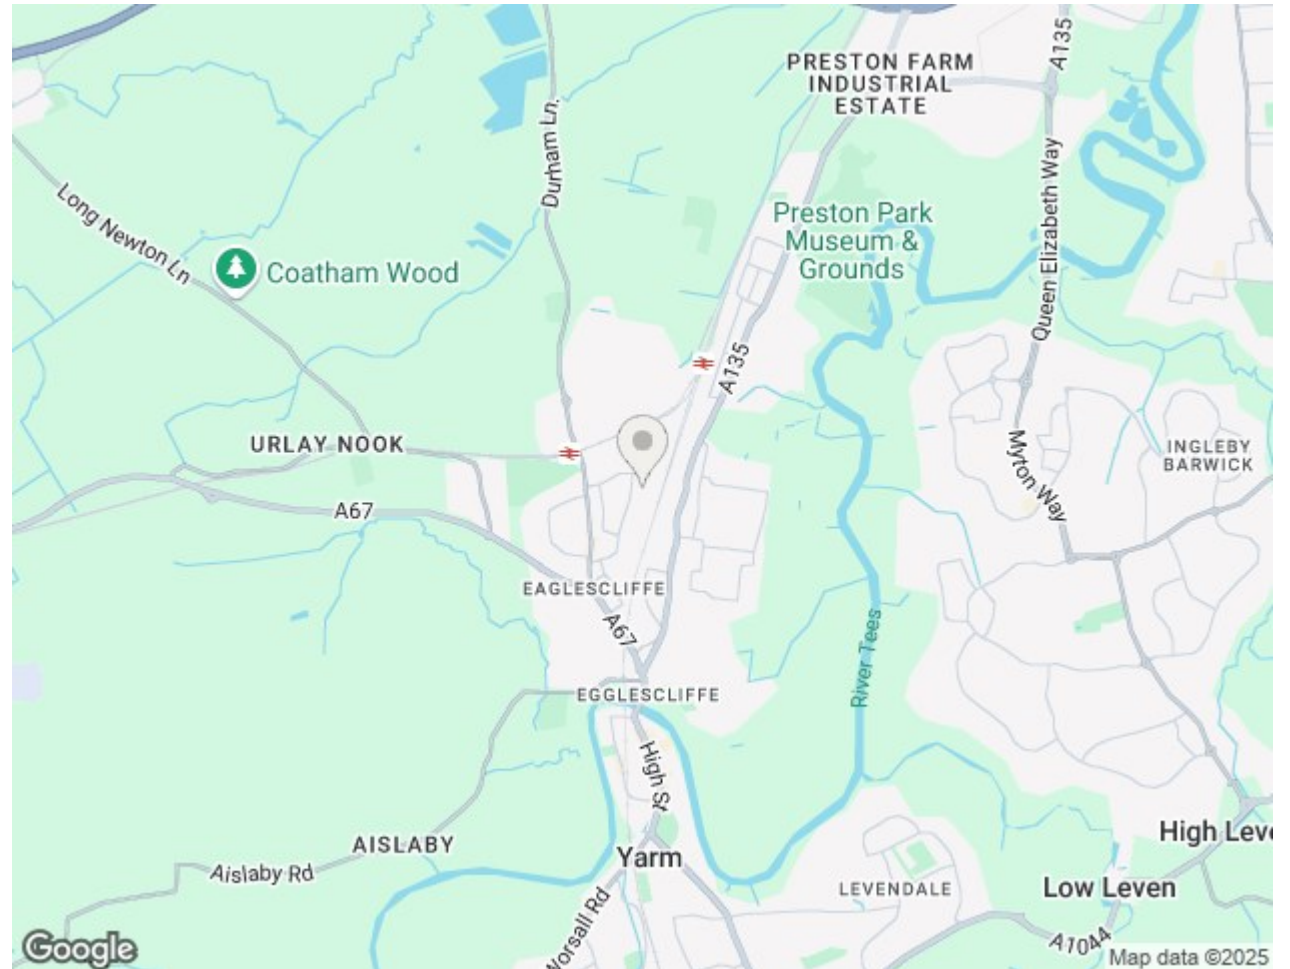 A135
PRESTON FARM
INDUSTRIAL
ESTATE
Durham Ln.
Queen Elizabeth Way
Long Newton Ln
Preston Park
Museum &
Grounds
Coatham Wood
A135
URLAY NOOK
INGLEBY
BARWICK
Myton Way
A67
EAGLESCLIFFE
A67
River Tees
EGGLESCLIFFE
High St
AISLABY
High Leve
Yarm
Aislaby Rd
LEVENDALE
Low Leven
Worsall Rd
A1044
Google
Map data ©2025